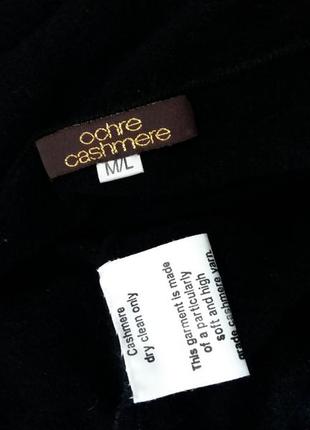 ochre
cashmere
M/L
Cashmere
dry clean only
This garment is made
of a particularly
soft and high
grade cashmere yarn.